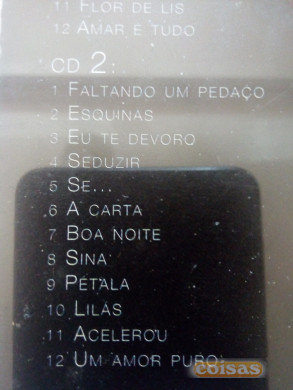 11 FLOR DE LIS
12 AMAR E TUDO
CD 2:
1 FALTANDO UM PEDAÇO
2 ESQUINAS
3 EU TE DEVORO
4 SEDUZIR
5 SE...
6 A CARTA
7 BOA NOITE
8 SINA
9 PÉTALA
10 LILÁS
11 ACELEROU
12 UM AMOR PURO
coisas